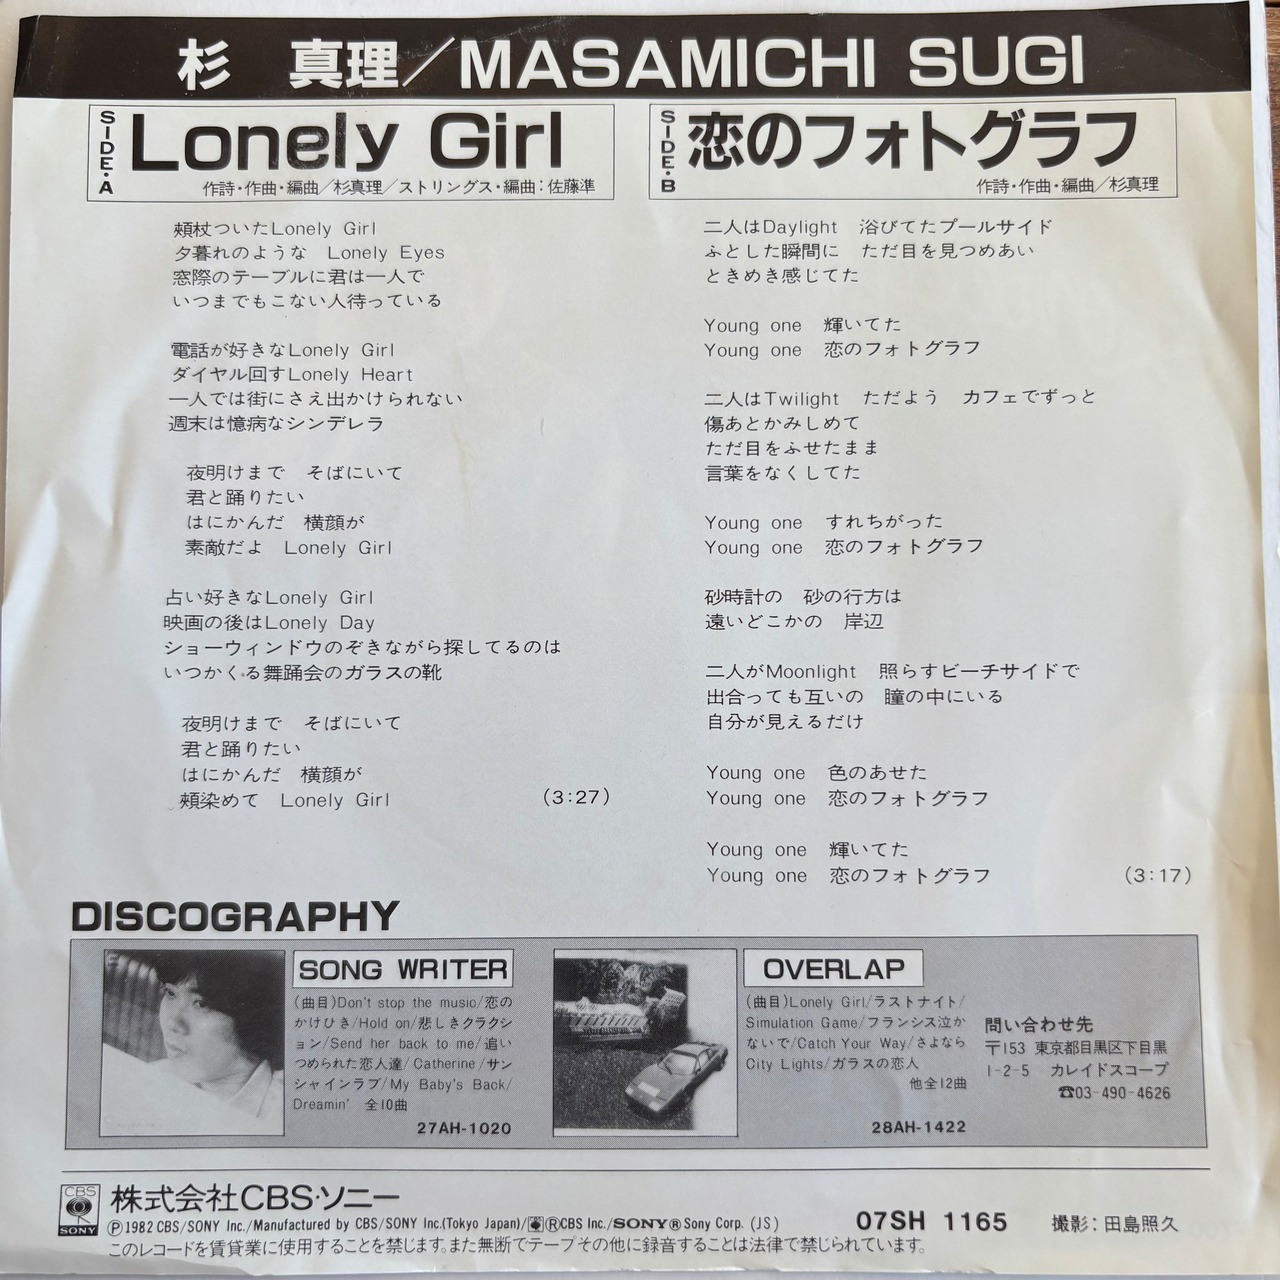 杉 真理／MASAMICHI SUGI
SIDE・A
Lonely Girl
作詩・作曲・編曲／杉真理／ストリングス・編曲：佐藤準
頰杖ついたLonely Girl
夕暮れのような Lonely Eyes
窓際のテーブルに君は一人で
いつまでもこない人待っている
電話が好きなLonely Girl
ダイヤル回すLonely Heart
一人では街にさえ出かけられない
週末は憶病なシンデレラ
夜明けまで そばにいて
君と踊りたい
はにかんだ 横顔が
素敵だよ Lonely Girl
占い好きなLonely Girl
映画の後はLonely Day
ショーウィンドウのぞきながら探してるのは
いつかくる舞踊会のガラスの靴
夜明けまで そばにいて
君と踊りたい
はにかんだ 横顔が
頰染めて Lonely Girl
(3:27)
SIDE・B
恋のフォトグラフ
作詩・作曲・編曲／杉真理
二人はDaylight 浴びてたプールサイド
ふとした瞬間に ただ目を見つめあい
ときめき感じてた
Young one 輝いてた
Young one 恋のフォトグラフ
二人はTwilight ただよう カフェでずっと
傷あとかみしめて
ただ目をふせたまま
言葉をなくしてた
Young one すれちがった
Young one 恋のフォトグラフ
砂時計の 砂の行方は
遠いどこかの 岸辺
二人がMoonlight 照らすビーチサイドで
出合っても互いの 瞳の中にいる
自分が見えるだけ
Young one 色のあせた
Young one 恋のフォトグラフ
Young one 輝いてた
Young one 恋のフォトグラフ
(3:17)
DISCOGRAPHY
SONG WRITER
(曲目)Don't stop the music/恋の
かけひき/Hold on/悲しきクラクシ
ョン/Send her back to me/追い
つめられた恋人達/Catherine/サン
シャインラブ/My Baby's Back/
Dreamin' 全10曲
27AH-1020
OVERLAP
(曲目)Lonely Girl/ラストナイト/
Simulation Game/フランシス泣か
ないで/Catch Your Way/さよなら
City Lights/ガラスの恋人
他全12曲
28AH-1422
問い合わせ先
〒153 東京都目黒区下目黒
1-2-5 カレイドスコープ
☎03-490-4626
CBS
SONY
株式会社CBS・ソニー
Ⓟ1982 CBS/SONY Inc./Manufactured by CBS/SONY Inc.(Tokyo Japan)/ⓇCBS Inc./SONYⓇSony Corp. (JS)
07SH 1165
撮影：田島照久
このレコードを賃貸業に使用することを禁じます。また無断でテープその他に録音することは法律で禁じられています。